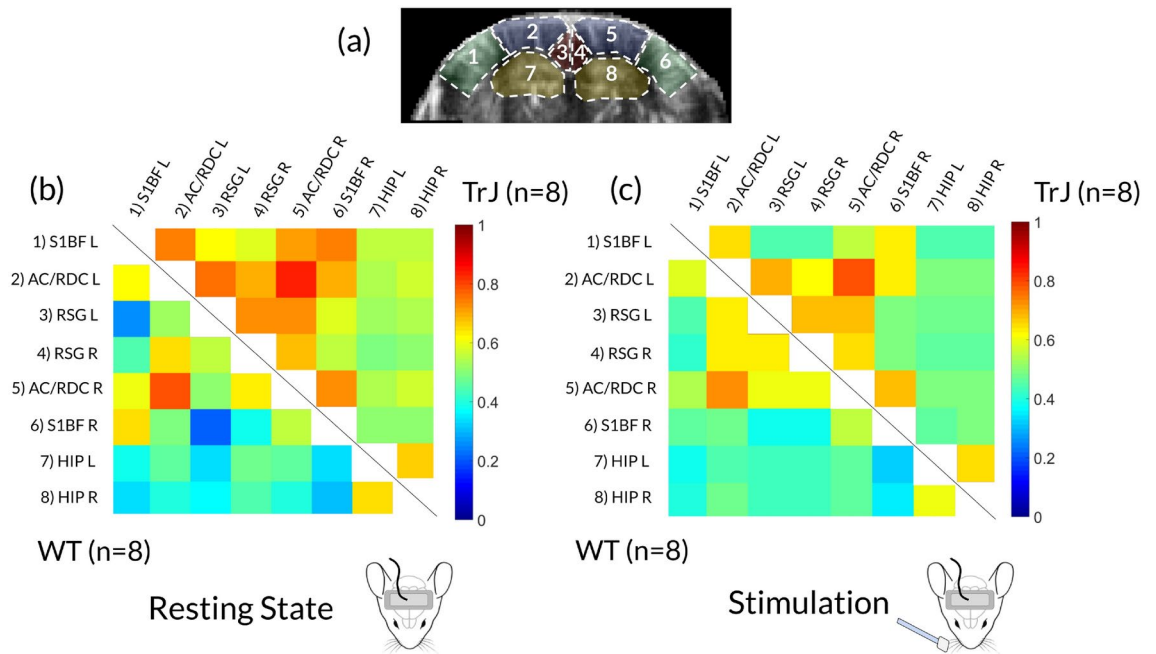 (a)
2 5
1 3 4 6
7 8
(b)
1) S1BF L
2) AC/RDC L
3) RSG L
4) RSG R
5) AC/RDC R
6) S1BF R
7) HIP L
8) HIP R
TrJ (n=8)
1) S1BF L
2) AC/RDC L
3) RSG L
4) RSG R
5) AC/RDC R
6) S1BF R
7) HIP L
8) HIP R
1
0.8
0.6
0.4
0.2
0
WT (n=8)
Resting State
(c)
1) S1BF L
2) AC/RDC L
3) RSG L
4) RSG R
5) AC/RDC R
6) S1BF R
7) HIP L
8) HIP R
TrJ (n=8)
1) S1BF L
2) AC/RDC L
3) RSG L
4) RSG R
5) AC/RDC R
6) S1BF R
7) HIP L
8) HIP R
1
0.8
0.6
0.4
0.2
0
WT (n=8)
Stimulation